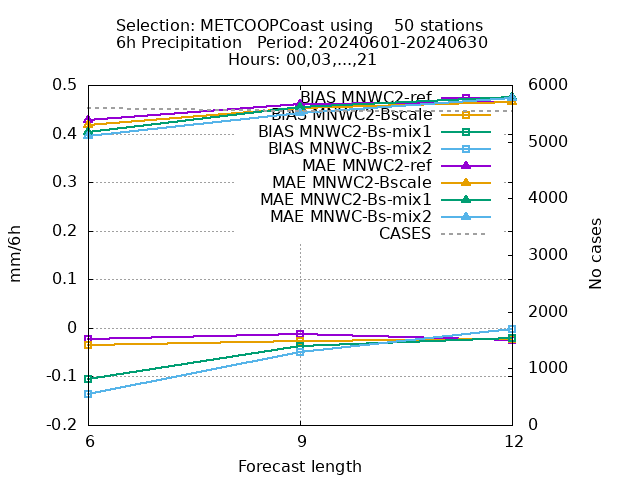 Selection: METCOOPCoast using    50 stations
6h Precipitation   Period: 20240601-20240630
Hours: 00,03,...,21
0.5
0.4
0.3
0.2
0.1
0
-0.1
-0.2
mm/6h
6000
5000
4000
3000
2000
1000
0
No cases
BIAS MNWC2-ref
BIAS MNWC2-Bscale
BIAS MNWC2-Bs-mix1
BIAS MNWC-Bs-mix2
MAE MNWC2-ref
MAE MNWC2-Bscale
MAE MNWC2-Bs-mix1
MAE MNWC-Bs-mix2
CASES
6 9 12
Forecast length